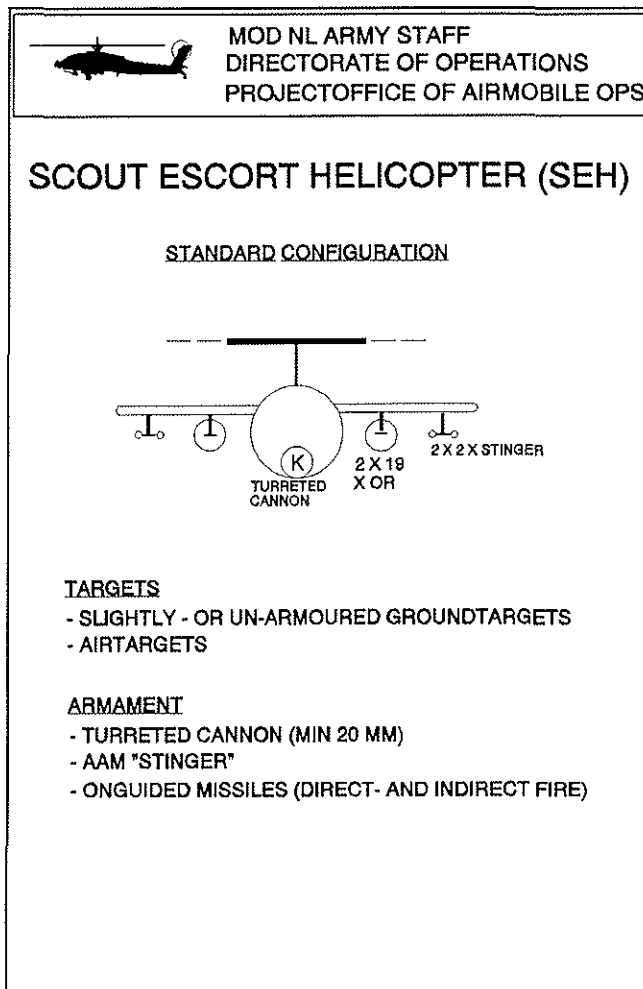 MOD NL ARMY STAFF
DIRECTORATE OF OPERATIONS
PROJECTOFFICE OF AIRMOBILE OPS
SCOUT ESCORT HELICOPTER (SEH)
STANDARD CONFIGURATION
K
TURRETED
CANNON
2 X 19
X OR
2 X 2 X STINGER
TARGETS
- SLIGHTLY - OR UN-ARMOURED GROUNDTARGETS
- AIRTARGETS
ARMAMENT
- TURRETED CANNON (MIN 20 MM)
- AAM "STINGER"
- ONGUIDED MISSILES (DIRECT- AND INDIRECT FIRE)